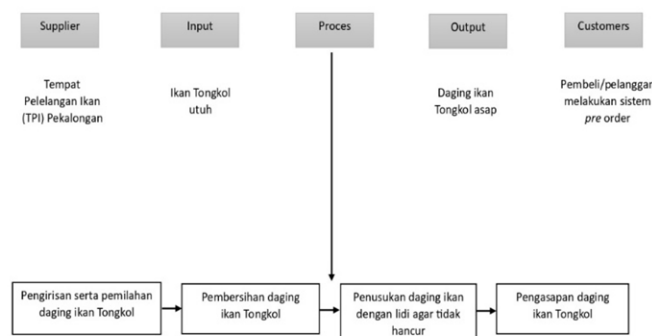 Supplier
Input
Proces
Output
Customers
Tempat
Pelelangan Ikan
(TPI) Pekalongan
Ikan Tongkol
utuh
Daging ikan
Tongkol asap
Pembeli/pelanggan
melakukan sistem
pre order
Pengirisan serta pemilahan
daging ikan Tongkol
Pembersihan daging
ikan Tongkol
Penusukan daging ikan
dengan lidi agar tidak
hancur
Pengasapan daging
ikan Tongkol